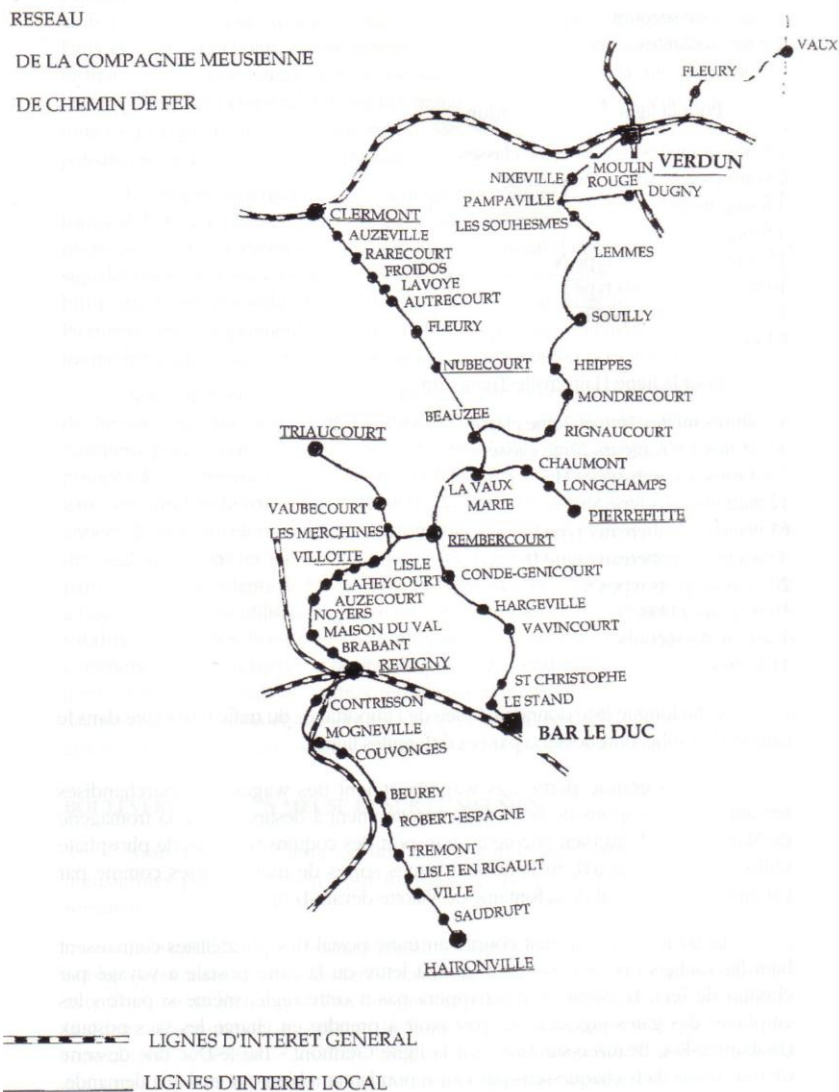 RESEAU
DE LA COMPAGNIE MEUSIENNE
DE CHEMIN DE FER
VAUX
FLEURY
VERDUN
MOULIN
ROUGE
NIXEVILLE
DUGNY
PAMPAVILLE
LES SOUHESMES
LEMMES
CLERMONT
AUZEVILLE
RARECOURT
FROIDOS
LAVOYE
AUTRECOURT
FLEURY
NUBECOURT
SOUILLY
HEIPPES
MONDRECOURT
BEAUZEE
DEUXNOUDS
TRIAUCOURT
CHAUMONT
LA VAUX
MARIE
LONGCHAMPS
PIERREFITTE
VAUBECOURT
LES MERCHINES
REMBERCOURT
VILLOTTE
LISLE
LAHEYCOURT
CONDE-GENICOURT
AUZECOURT
NOYERS
HARGEVILLE
MAISON DU VAL
VAVINCOURT
BRABANT
REVIGNY
ST CHRISTOPHE
LE STAND
CONTRISSON
BAR LE DUC
MOGNEVILLE
COUVONGES
BEUREY
ROBERT-ESPAGNE
TREMONT
LISLE EN RIGAULT
VILLE
SAUDRUPT
HAIRONVILLE
LIGNES D'INTERET GENERAL
LIGNES D'INTERET LOCAL